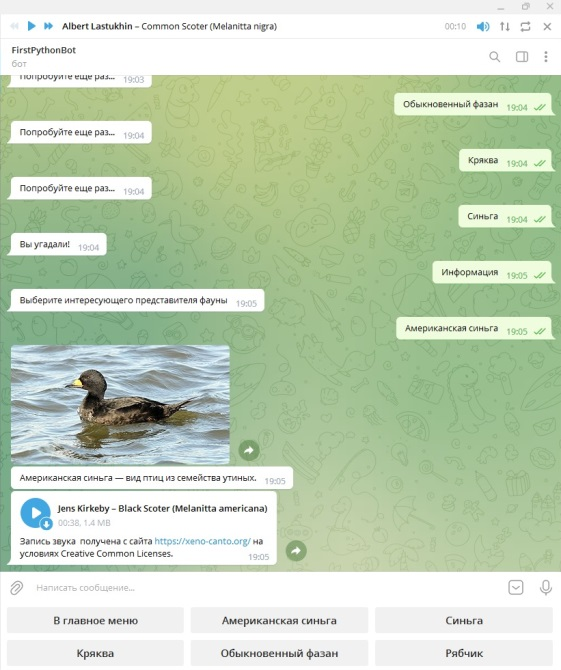 Albert Lastukhin – Common Scoter (Melanitta nigra)
00:10
FirstPythonBot
бот
Попробуйте еще раз... 19:03
Обыкновенный фазан 19:04
Попробуйте еще раз... 19:04
Кряква 19:04
Попробуйте еще раз... 19:04
Синьга 19:04
Вы угадали! 19:04
Информация 19:05
Выберите интересующего представителя фауны 19:05
Американская синьга 19:05
Американская синьга — вид птиц из семейства утиных. 19:05
Jens Kirkeby – Black Scoter (Melanitta americana)
00:38, 1.4 MB
Запись звука получена с сайта https://xeno-canto.org/ на
условиях Creative Common Licenses.
19:05
Написать сообщение...
В главное меню Американская синьга Синьга
Кряква Обыкновенный фазан Рябчик